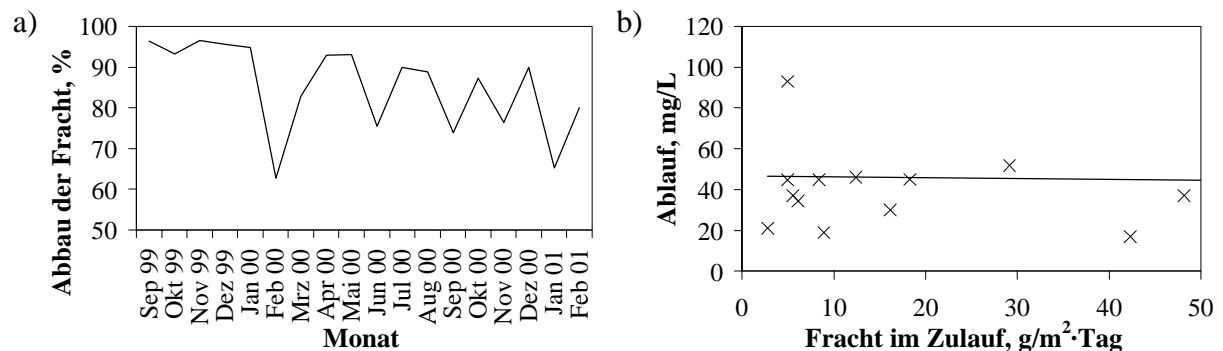 a)
Abbau der Fracht, %
100
90
80
70
60
50
Sep 99
Okt 99
Nov 99
Dez 99
Jan 00
Feb 00
Mrz 00
Apr 00
Mai 00
Jun 00
Jul 00
Aug 00
Sep 00
Okt 00
Nov 00
Dez 00
Jan 01
Feb 01
Monat
b)
Ablauf, mg/L
120
100
80
60
40
20
0
0 10 20 30 40 50
Fracht im Zulauf, g/m²·Tag